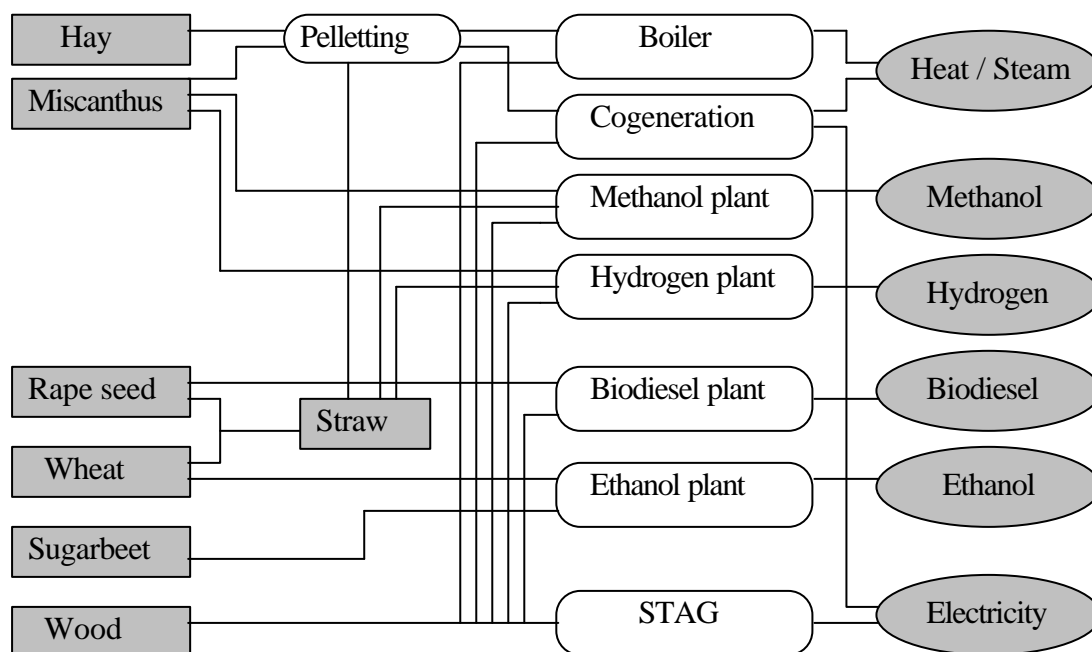 Hay
Pelletting
Boiler
Heat / Steam
Miscanthus
Cogeneration
Methanol plant
Methanol
Hydrogen plant
Hydrogen
Rape seed
Biodiesel plant
Biodiesel
Straw
Wheat
Ethanol plant
Ethanol
Sugarbeet
Wood
STAG
Electricity